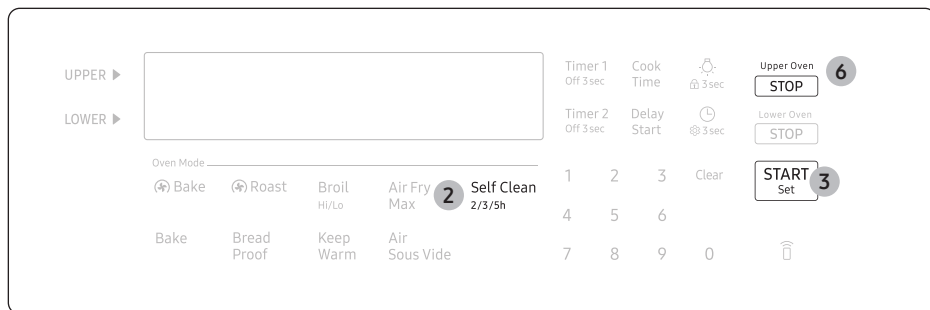 UPPER ▶
LOWER ▶
Timer 1
Off 3 sec
Cook
Time
3 sec
Upper Oven
STOP
6
Timer 2
Off 3 sec
Delay
Start
3 sec
Lower Oven
STOP
Oven Mode
Bake
Roast
Broil
Hi/Lo
Air Fry
Max
2
Self Clean
2/3/5h
1 2 3 Clear
START
Set
3
4 5 6
Bake
Bread
Proof
Keep
Warm
Air
Sous Vide
7 8 9 0